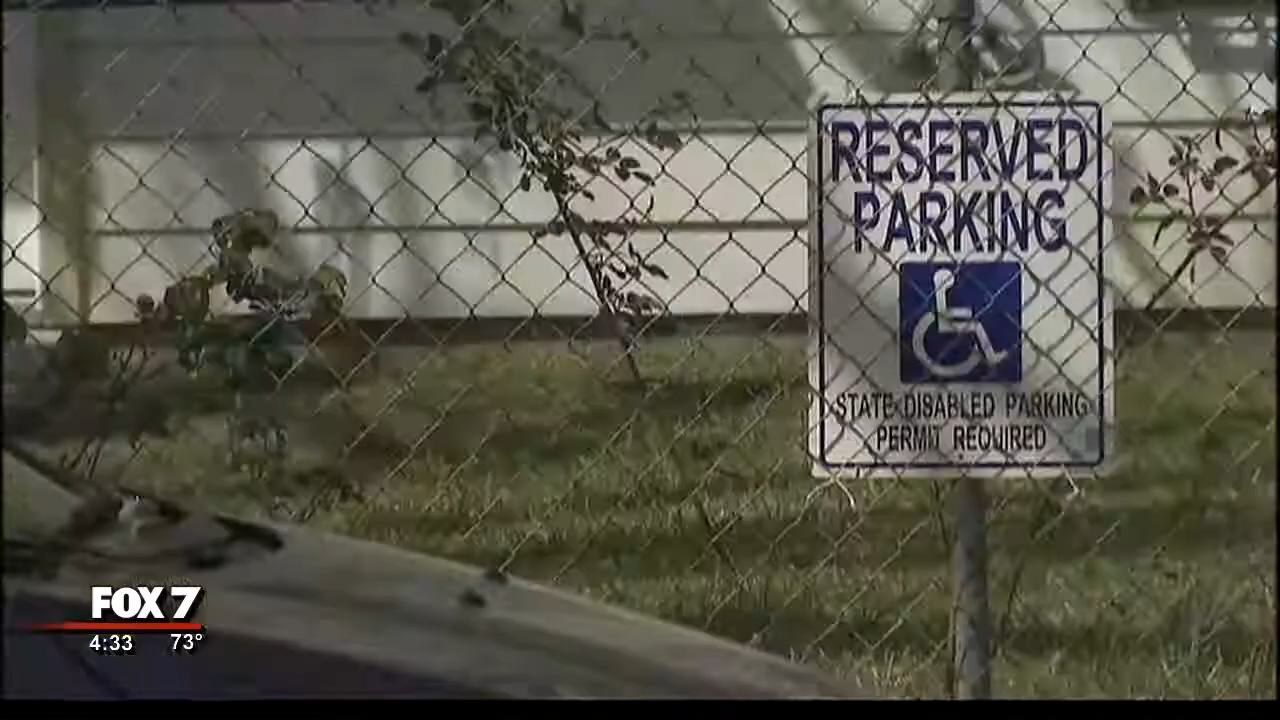 RESERVED
PARKING
STATE DISABLED PARKING
PERMIT REQUIRED
FOX 7
4:33 73°